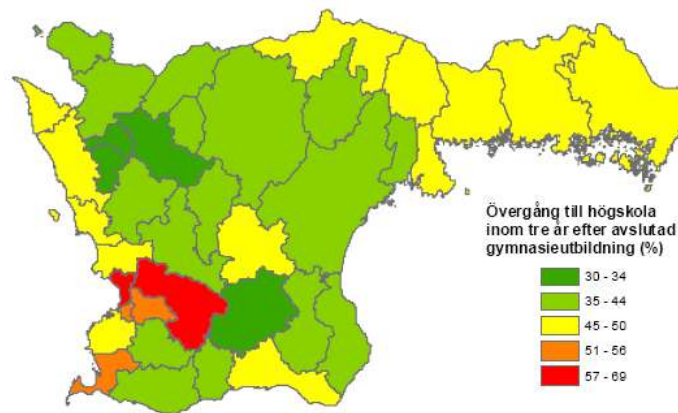 Övergång till högskola
inom tre år efter avslutad
gymnasieutbildning (%)
30 - 34
35 - 44
45 - 50
51 - 56
57 - 69